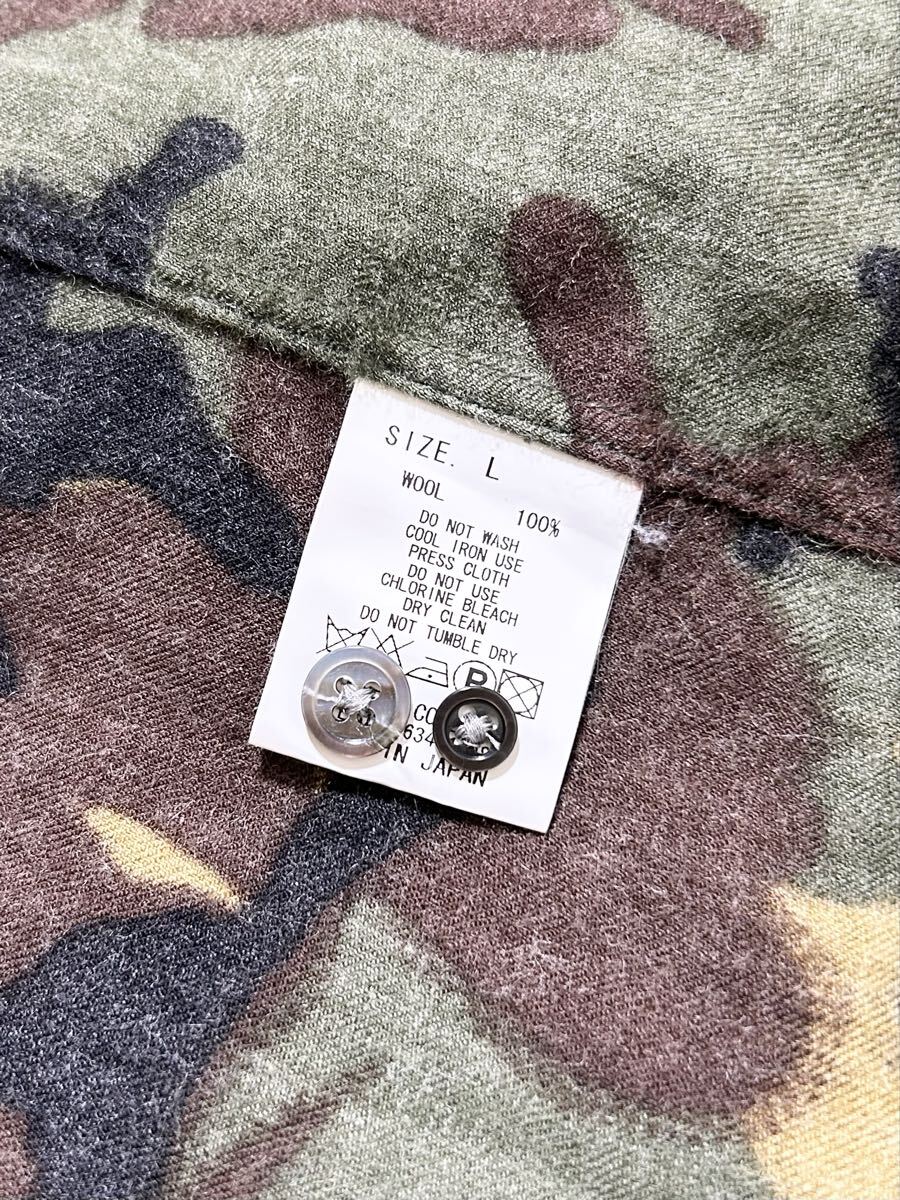 SIZE. L
WOOL 100%
DO NOT WASH
COOL IRON USE
PRESS CLOTH
DO NOT USE
CHLORINE BLEACH
DRY CLEAN
DO NOT TUMBLE DRY
P
IN JAPAN